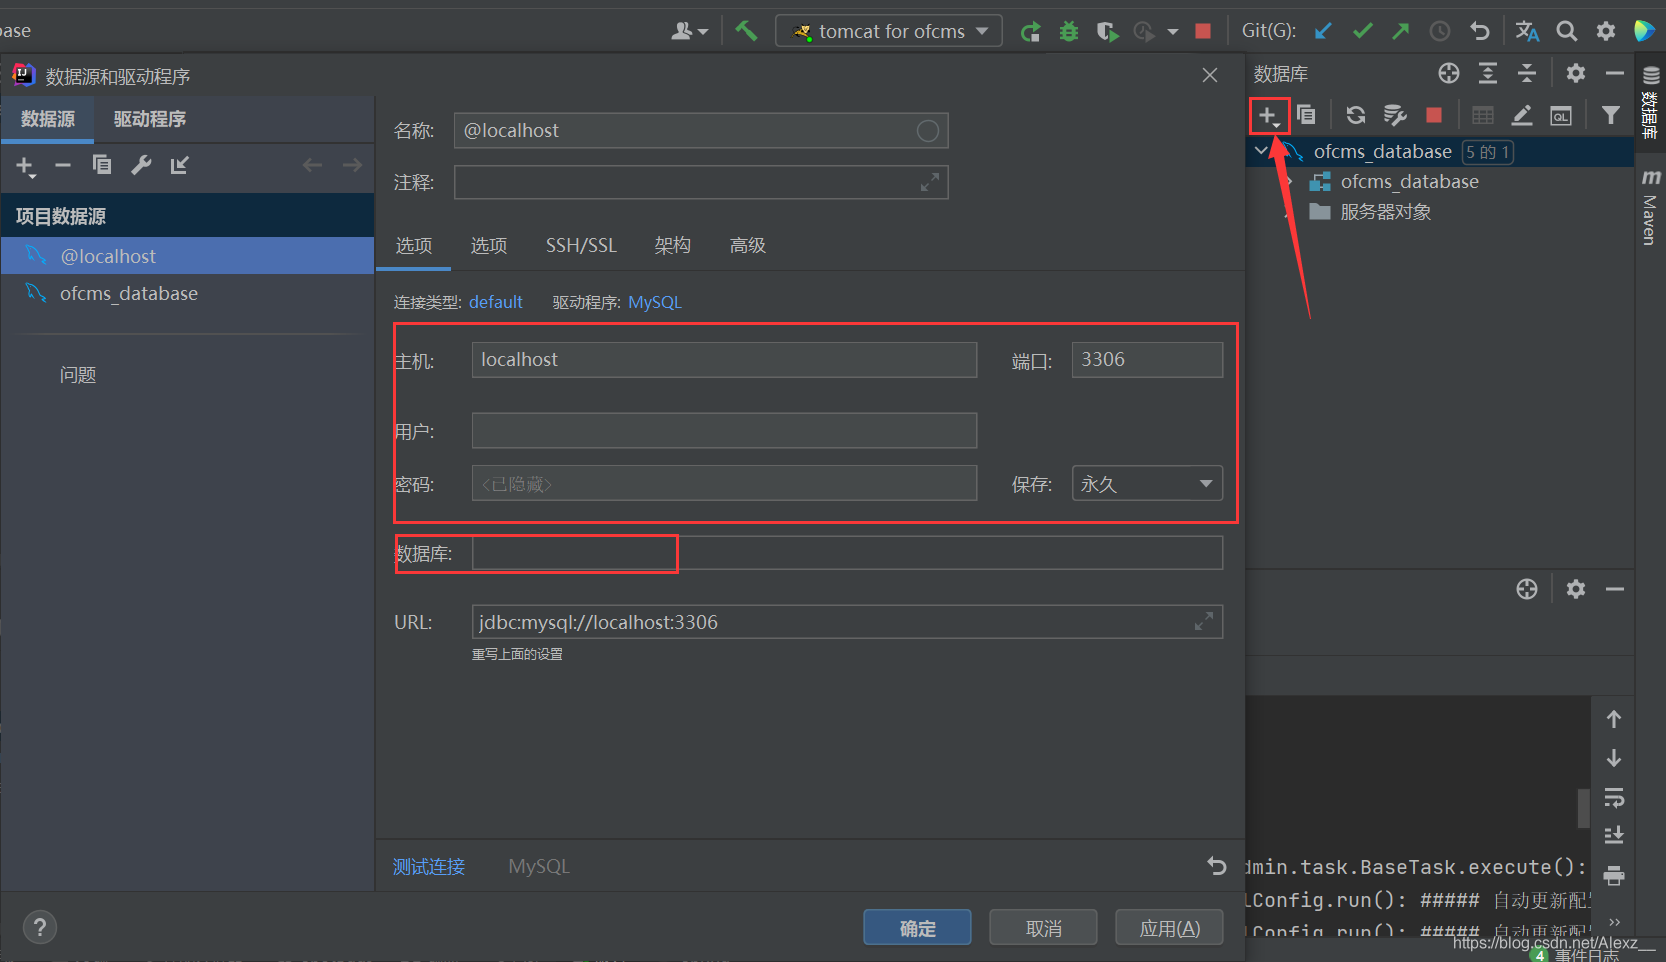 base
tomcat for ofcms
Git(G):
数据源和驱动程序
数据源
驱动程序
项目数据源
@localhost
ofcms_database
问题
名称:
@localhost
注释:
选项
选项
SSH/SSL
架构
高级
连接类型: default
驱动程序: MySQL
主机:
localhost
端口:
3306
用户:
密码:
<已隐藏>
保存:
永久
数据库:
URL:
jdbc:mysql://localhost:3306
重写上面的设置
测试连接
MySQL
?
确定
取消
应用(A)
数据库
QL
ofcms_database
5 的 1
ofcms_database
服务器对象
数据库
m
Maven
dmin.task.BaseTask.execute():
lConfig.run(): ##### 自动更新配
lConfig.run(): ##### 自动更新配
https://blog.csdn.net/Alexz__
4
事件日志